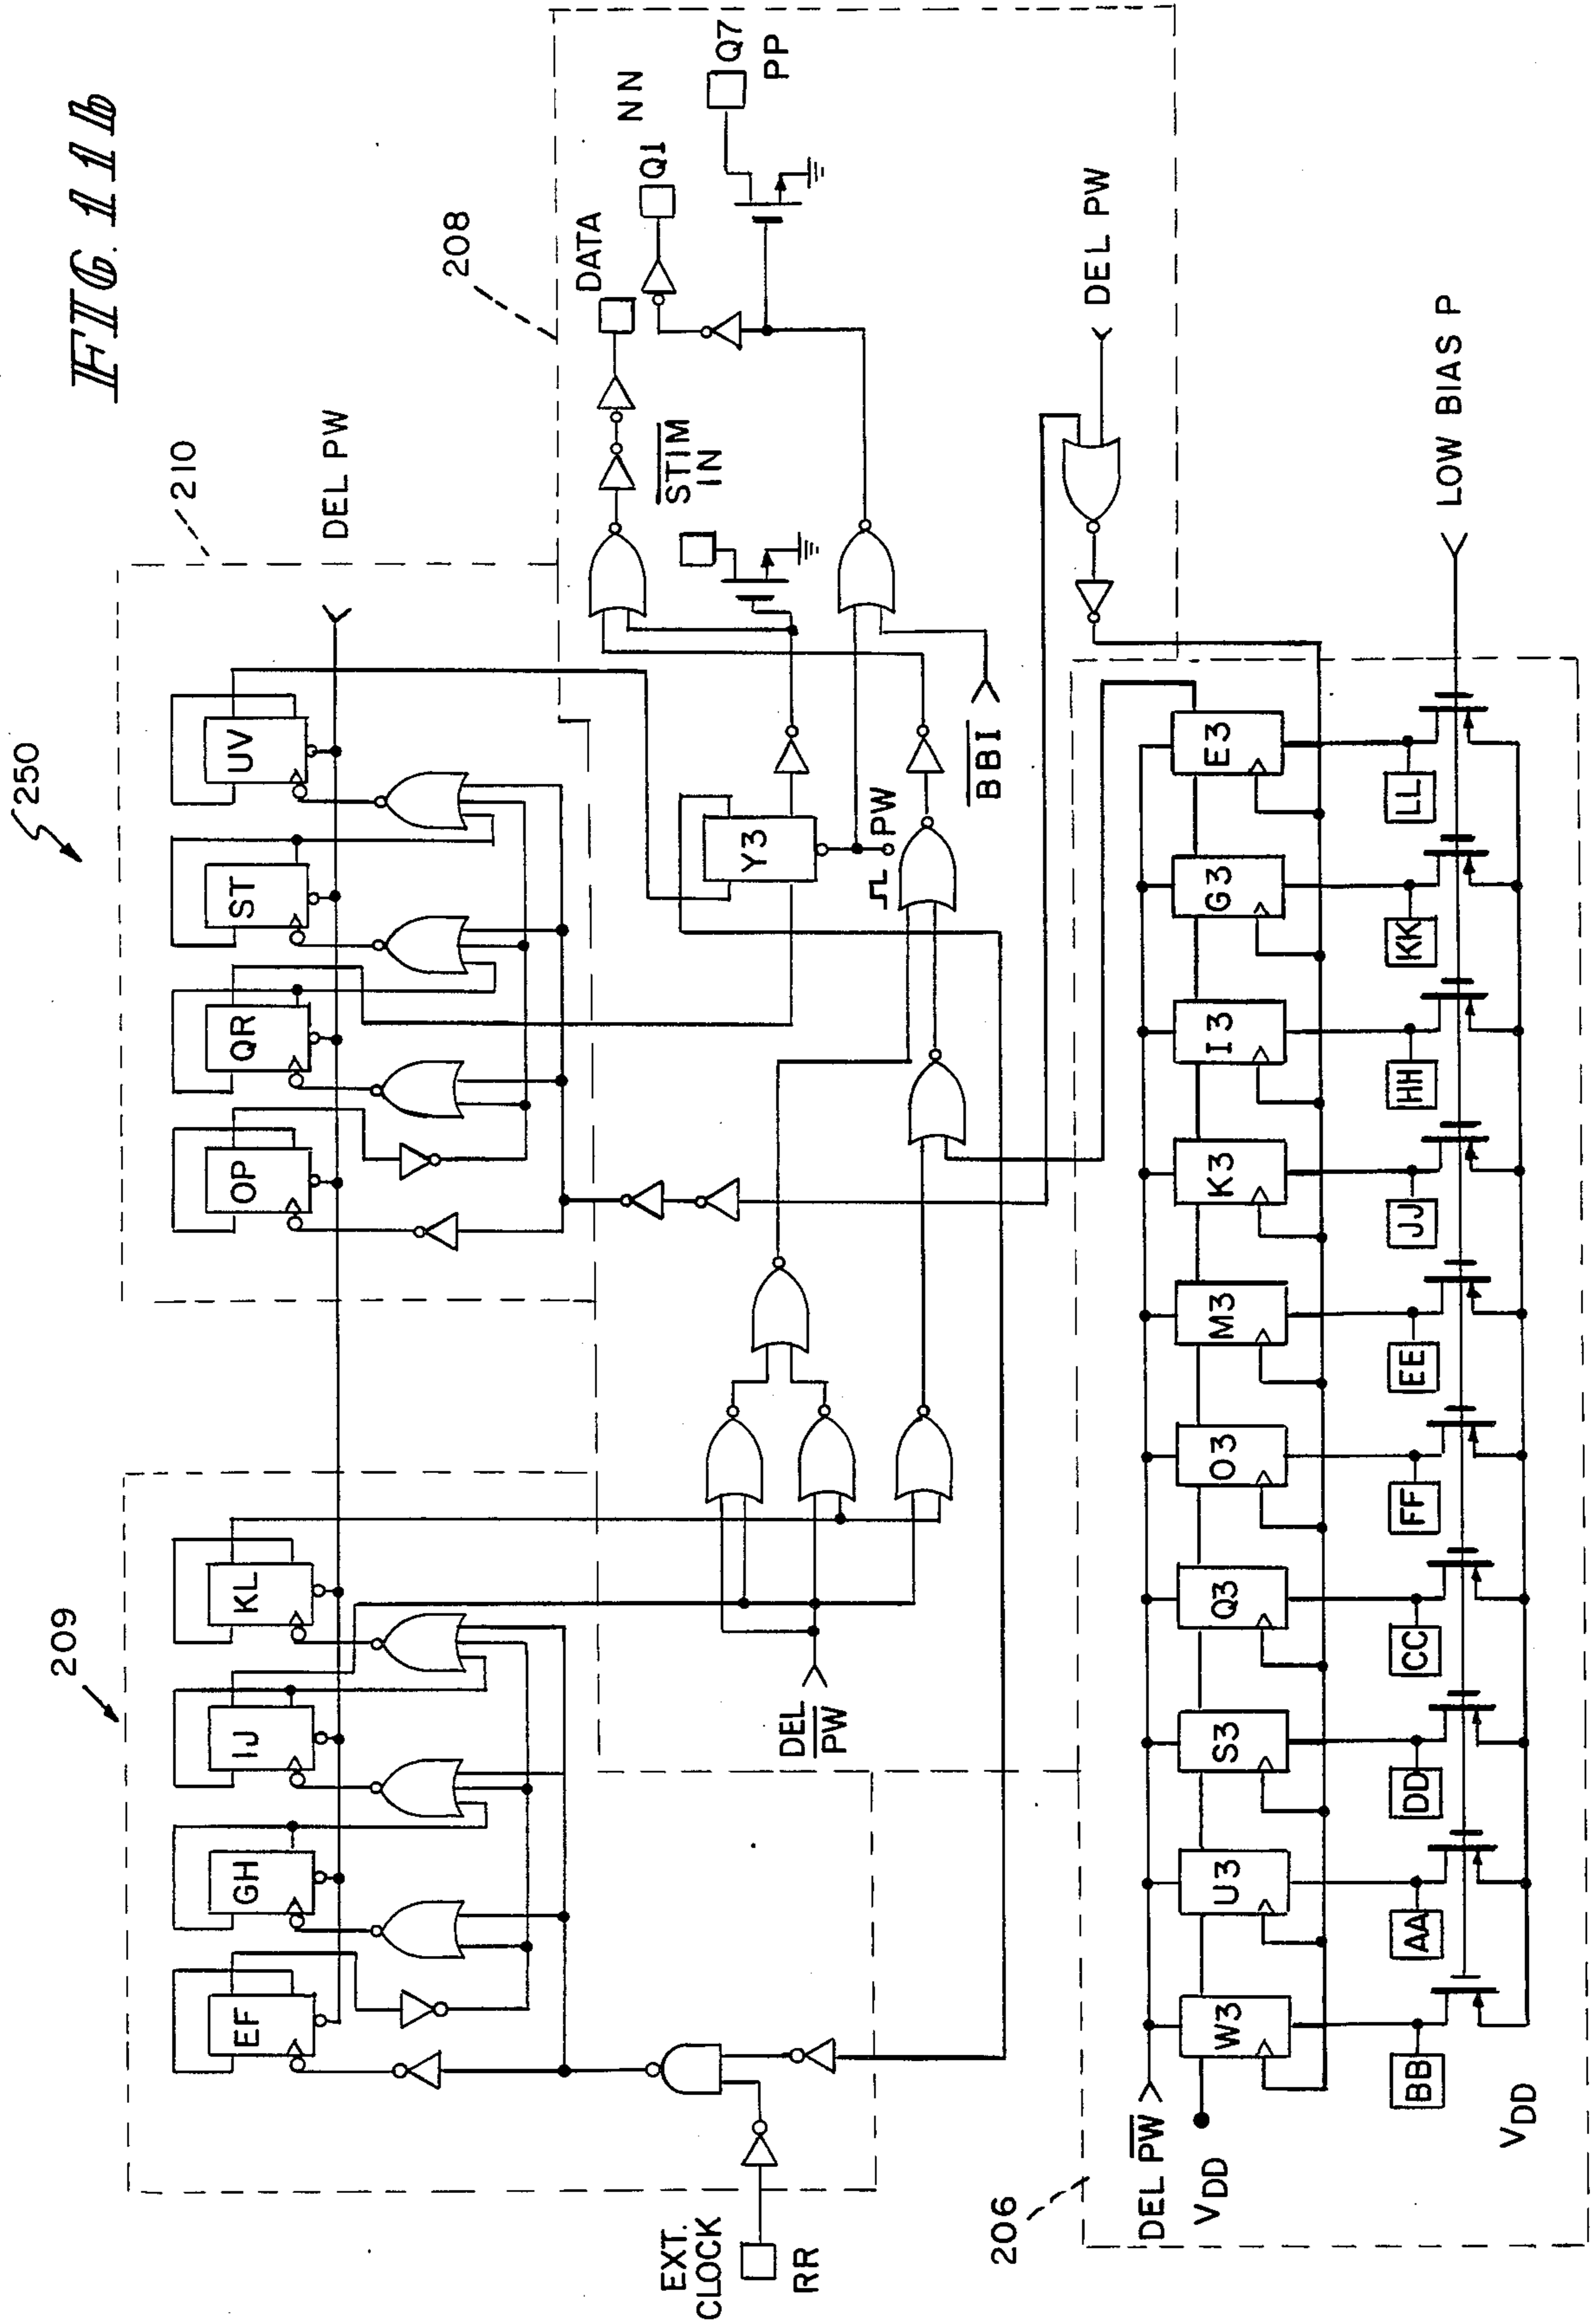 FIG. 11b
250
209
210
DEL PW
EF
GH
IJ
KL
OP
QR
ST
UV
208
DATA
Q1
NN
Q7
PP
STIM
IN
Y3
PW
BBI
DEL PW
DEL
PW
EXT.
CLOCK
RR
206
DEL PW
VDD
W3
U3
S3
Q3
O3
M3
K3
I3
G3
E3
BB
AA
DD
CC
FF
EE
JJ
HH
KK
LL
VDD
LOW BIAS P